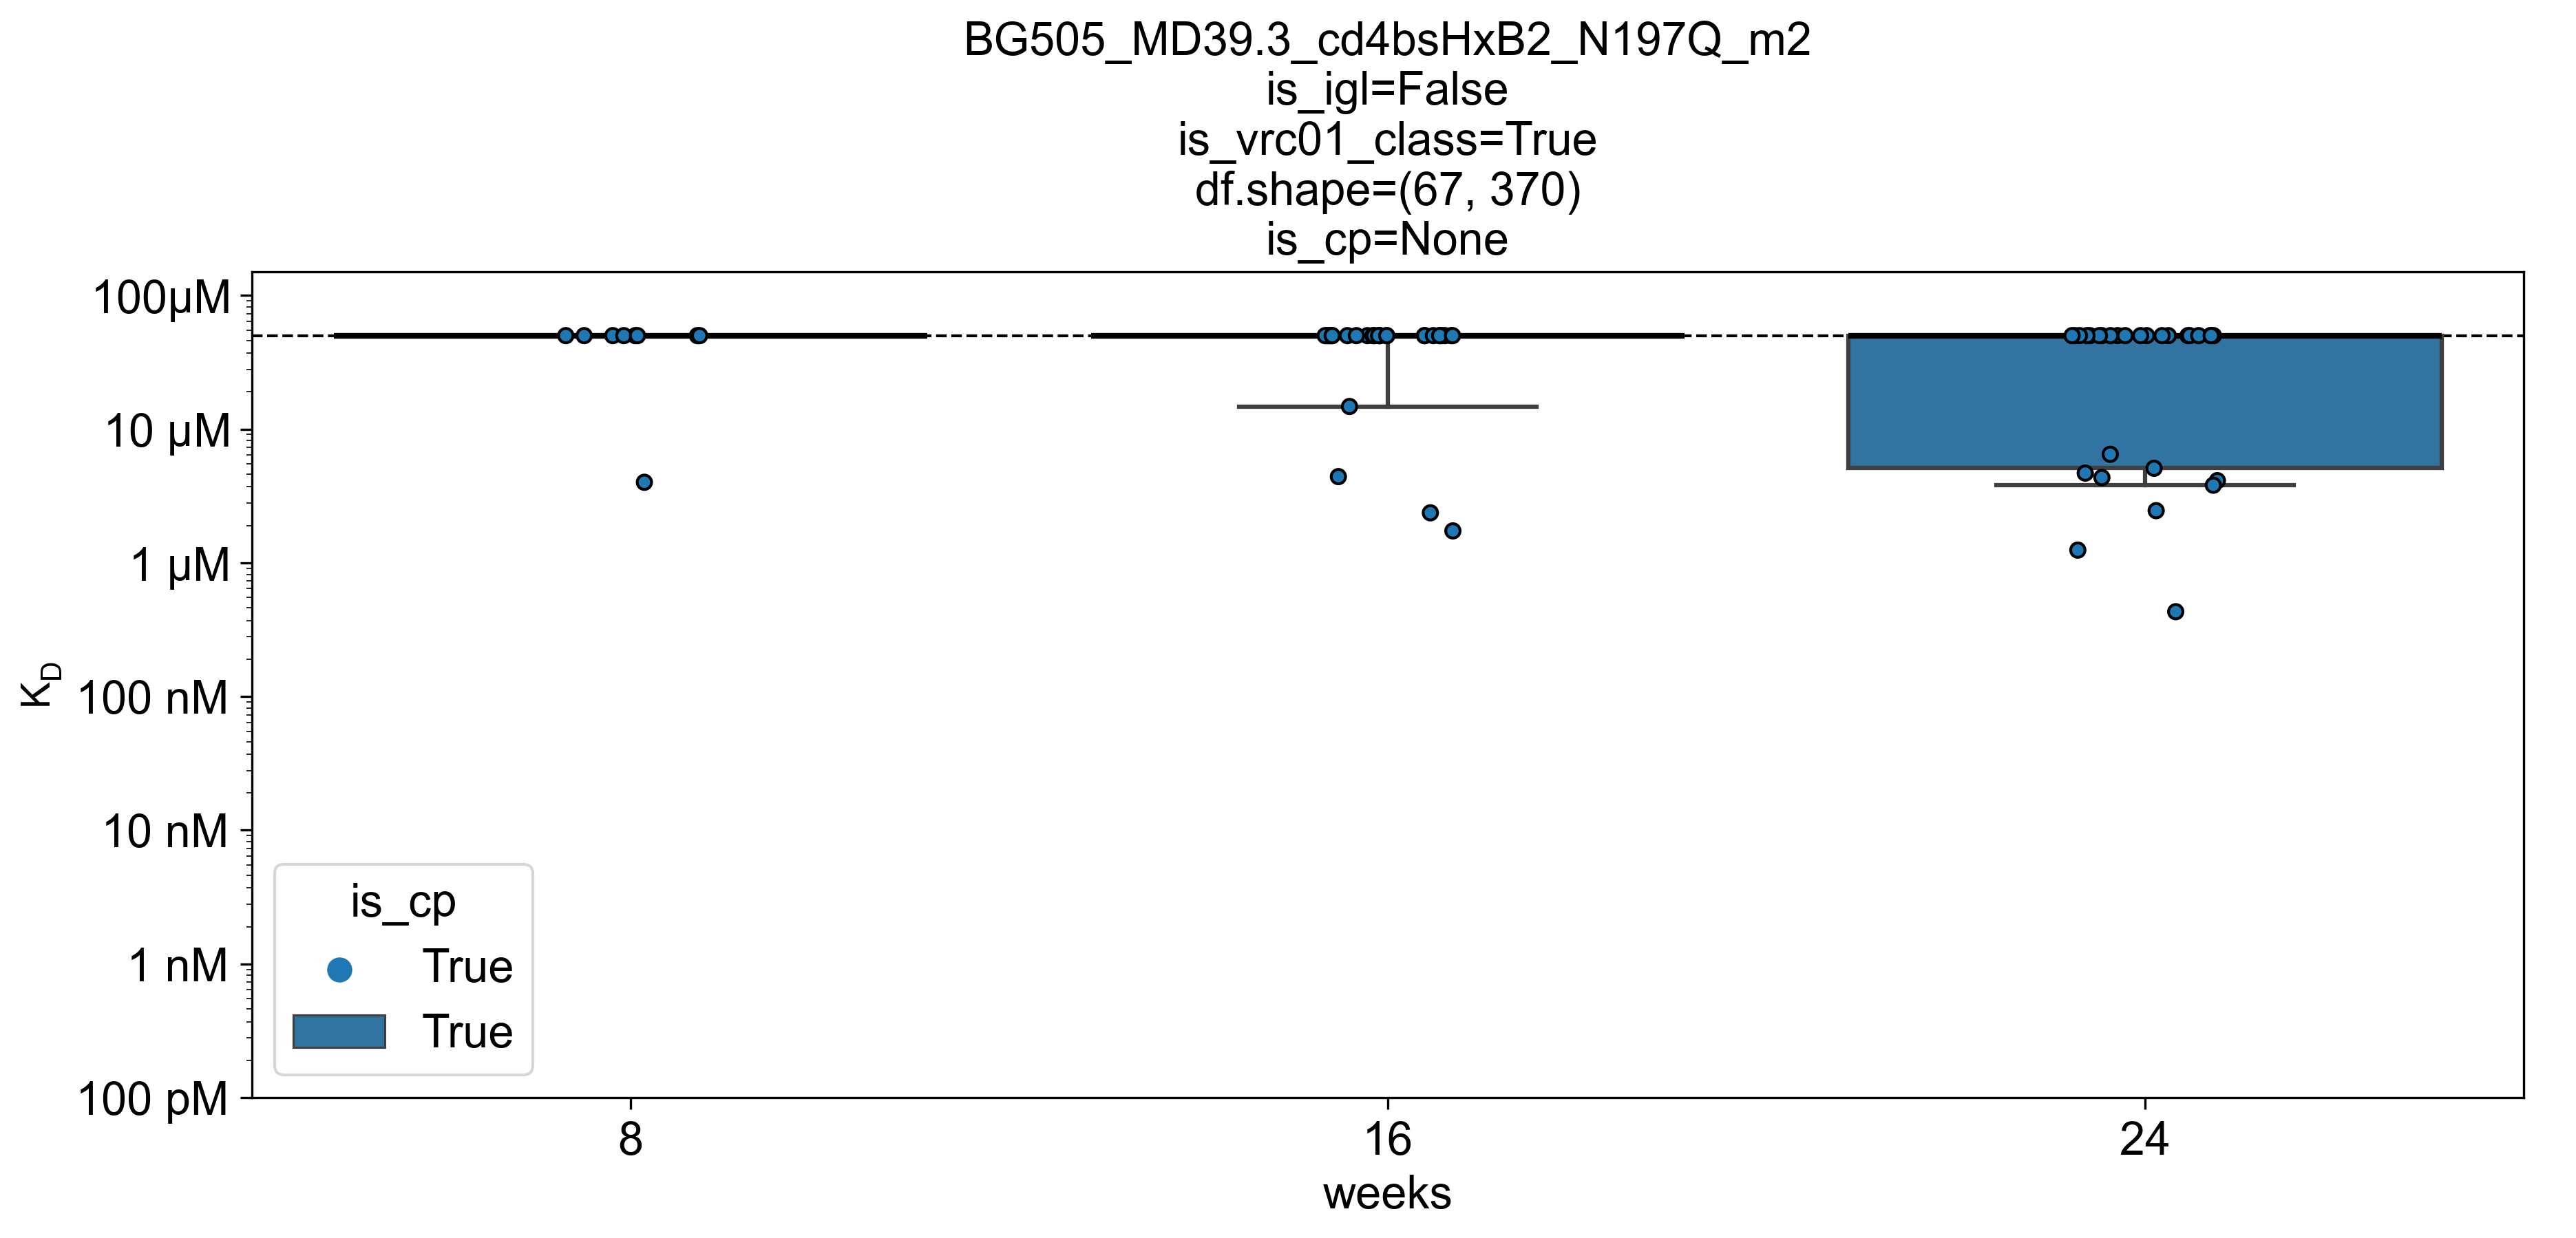 BG505_MD39.3_cd4bsHxB2_N197Q_m2
is_igl=False
is_vrc01_class=True
df.shape=(67, 370)
is_cp=None
100µM
10 µM
1 µM
100 nM
10 nM
1 nM
100 pM
K_D
is_cp
True
True
8
16
24
weeks